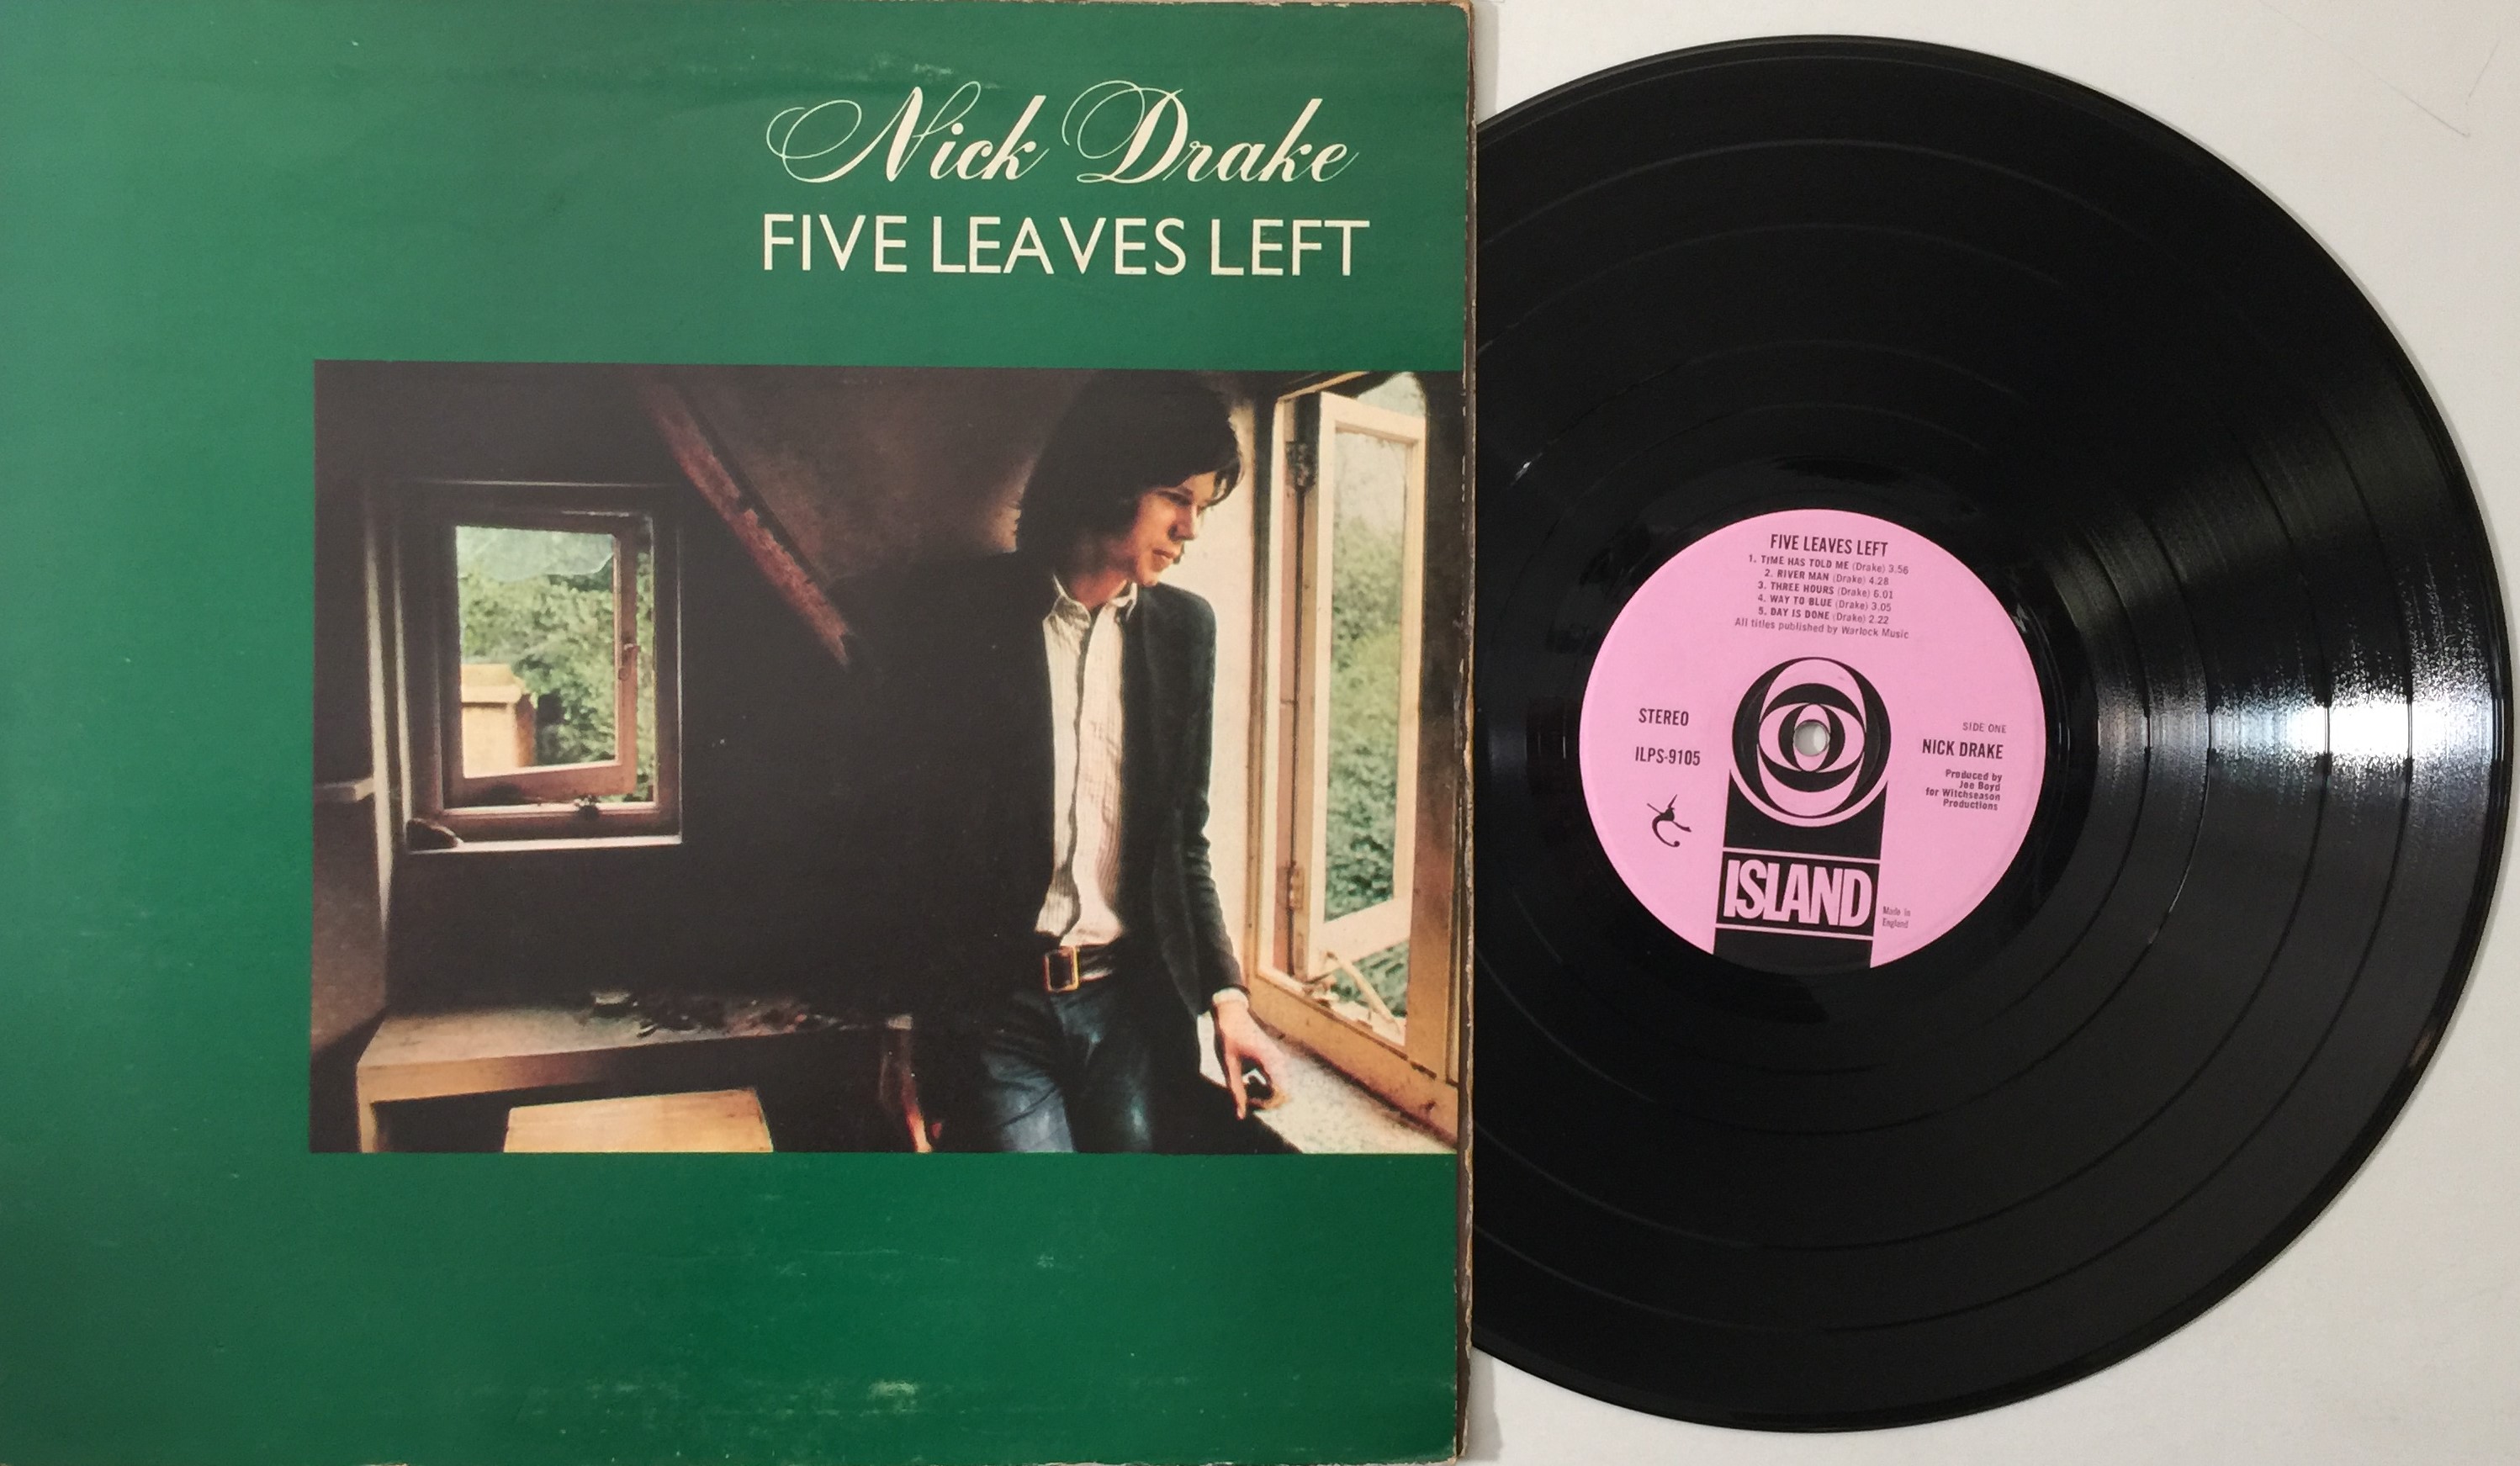 Nick Drake
FIVE LEAVES LEFT
FIVE LEAVES LEFT
1. TIME HAS TOLD ME (Drake) 3.56
2. RIVER MAN (Drake) 4.28
3. THREE HOURS (Drake) 6.01
4. WAY TO BLUE (Drake) 3.05
5. DAY IS DONE (Drake) 2.22
All titles published by Warlock Music
STEREO
ILPS-9105
SIDE ONE
NICK DRAKE
Produced by
Joe Boyd
for Witchseason
Productions
ISLAND
Made in
England